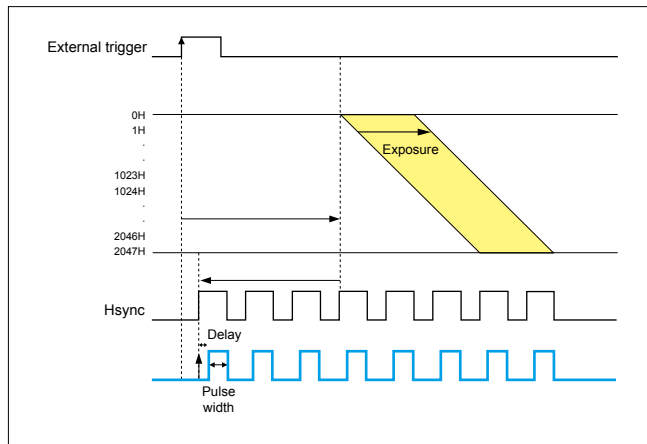 External trigger
0H
1H
.
.
1023H
1024H
.
.
2046H
2047H
Exposure
Hsync
Delay
Pulse
width